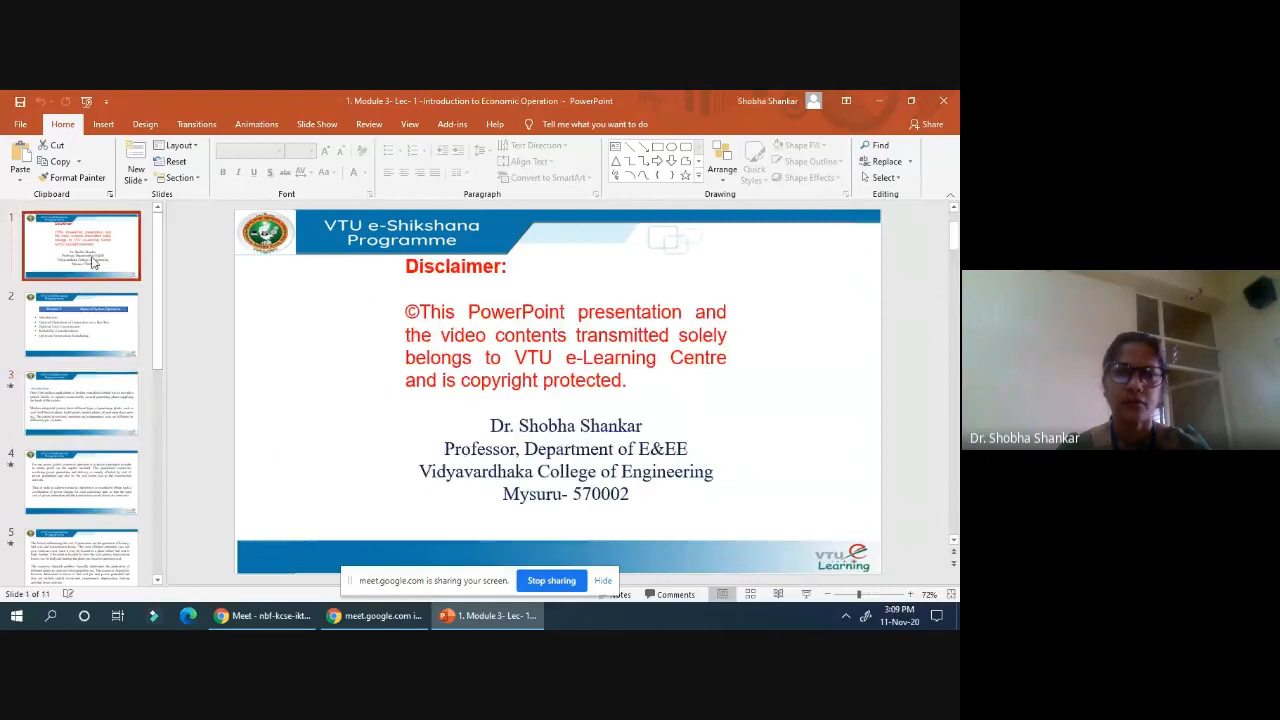 1. Module 3- Lec- 1 -Introduction to Economic Operation - PowerPoint
Shobha Shankar
File Home Insert Design Transitions Animations Slide Show Review View Add-ins Help Tell me what you want to do Share
Paste
Cut
Copy
Format Painter
Clipboard
New
Slide
Layout
Reset
Section
Slides
Font
Text Direction
Align Text
Convert to SmartArt
Paragraph
Arrange
Quick
Styles
Shape Fill
Shape Outline
Shape Effects
Drawing
Find
Replace
Select
Editing
1
2
3
4
5
VTU e-Shikshana
Programme
Disclaimer:
©This PowerPoint presentation and
the video contents transmitted solely
belongs to VTU e-Learning Centre
and is copyright protected.
Dr. Shobha Shankar
Professor, Department of E&EE
Vidyavardhaka College of Engineering
Mysuru- 570002
VTU e
Learning
Dr. Shobha Shankar
meet.google.com is sharing your screen. Stop sharing Hide
Slide 1 of 11
Notes
Comments
72%
Meet - nbf-kcse-ikt...
meet.google.com i...
1. Module 3- Lec- 1...
3:09 PM
11-Nov-20